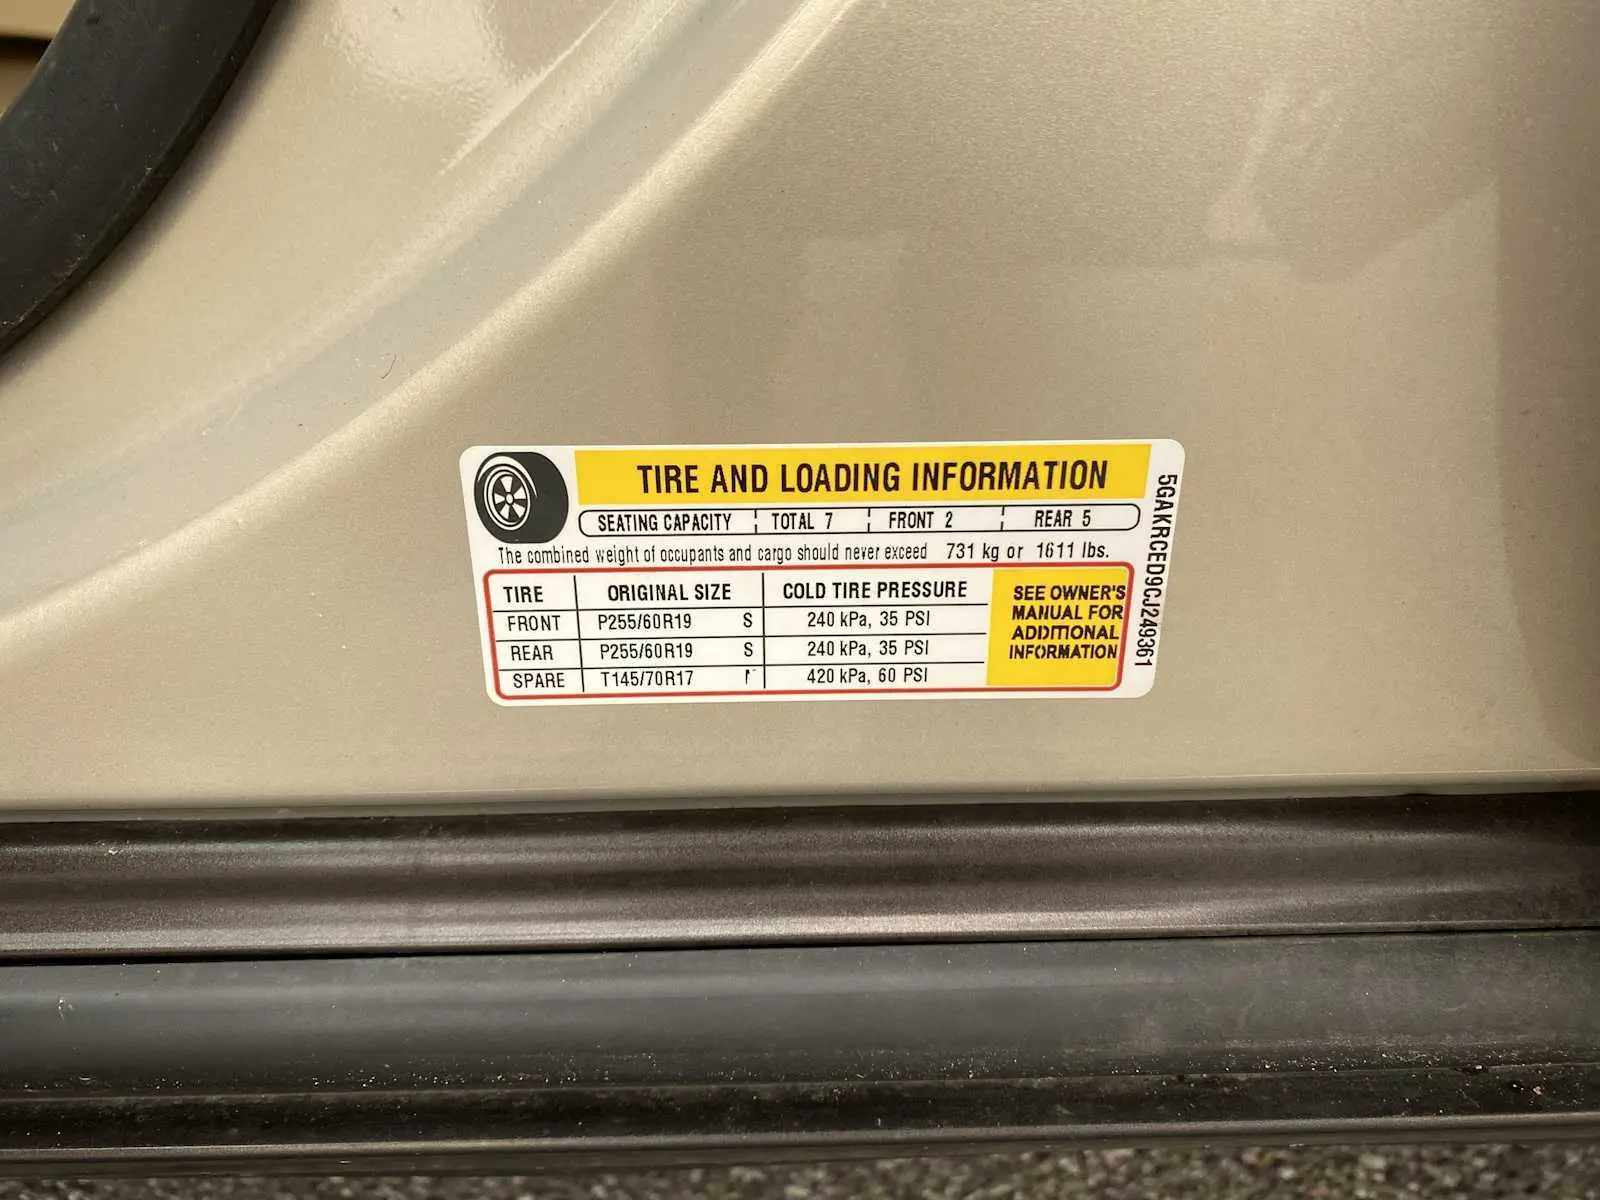 TIRE AND LOADING INFORMATION
SEATING CAPACITY TOTAL 7 FRONT 2 REAR 5
The combined weight of occupants and cargo should never exceed 731 kg or 1611 lbs.
TIRE ORIGINAL SIZE COLD TIRE PRESSURE
FRONT P255/60R19 S 240 kPa, 35 PSI
REAR P255/60R19 S 240 kPa, 35 PSI
SPARE T145/70R17 420 kPa, 60 PSI
SEE OWNER'S
MANUAL FOR
ADDITIONAL
INFORMATION
5GAKRCED9CJ249361